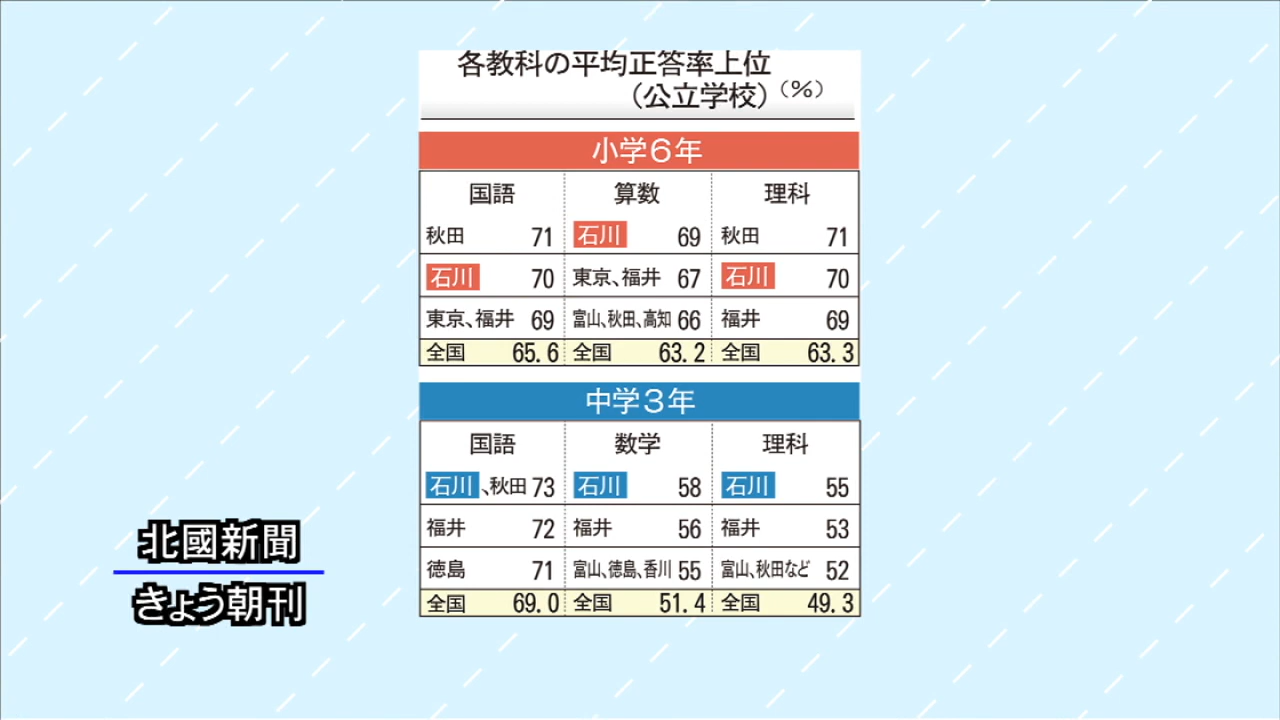 各教科の平均正答率上位
（公立学校）（％）
小学６年
国語 算数 理科
秋田 71 石川 69 秋田 71
石川 70 東京、福井 67 石川 70
東京、福井 69 富山、秋田、高知 66 福井 69
全国 65.6 全国 63.2 全国 63.3
中学３年
国語 数学 理科
石川、秋田 73 石川 58 石川 55
福井 72 福井 56 福井 53
徳島 71 富山、徳島、香川 55 富山、秋田など 52
全国 69.0 全国 51.4 全国 49.3
北國新聞
きょう朝刊